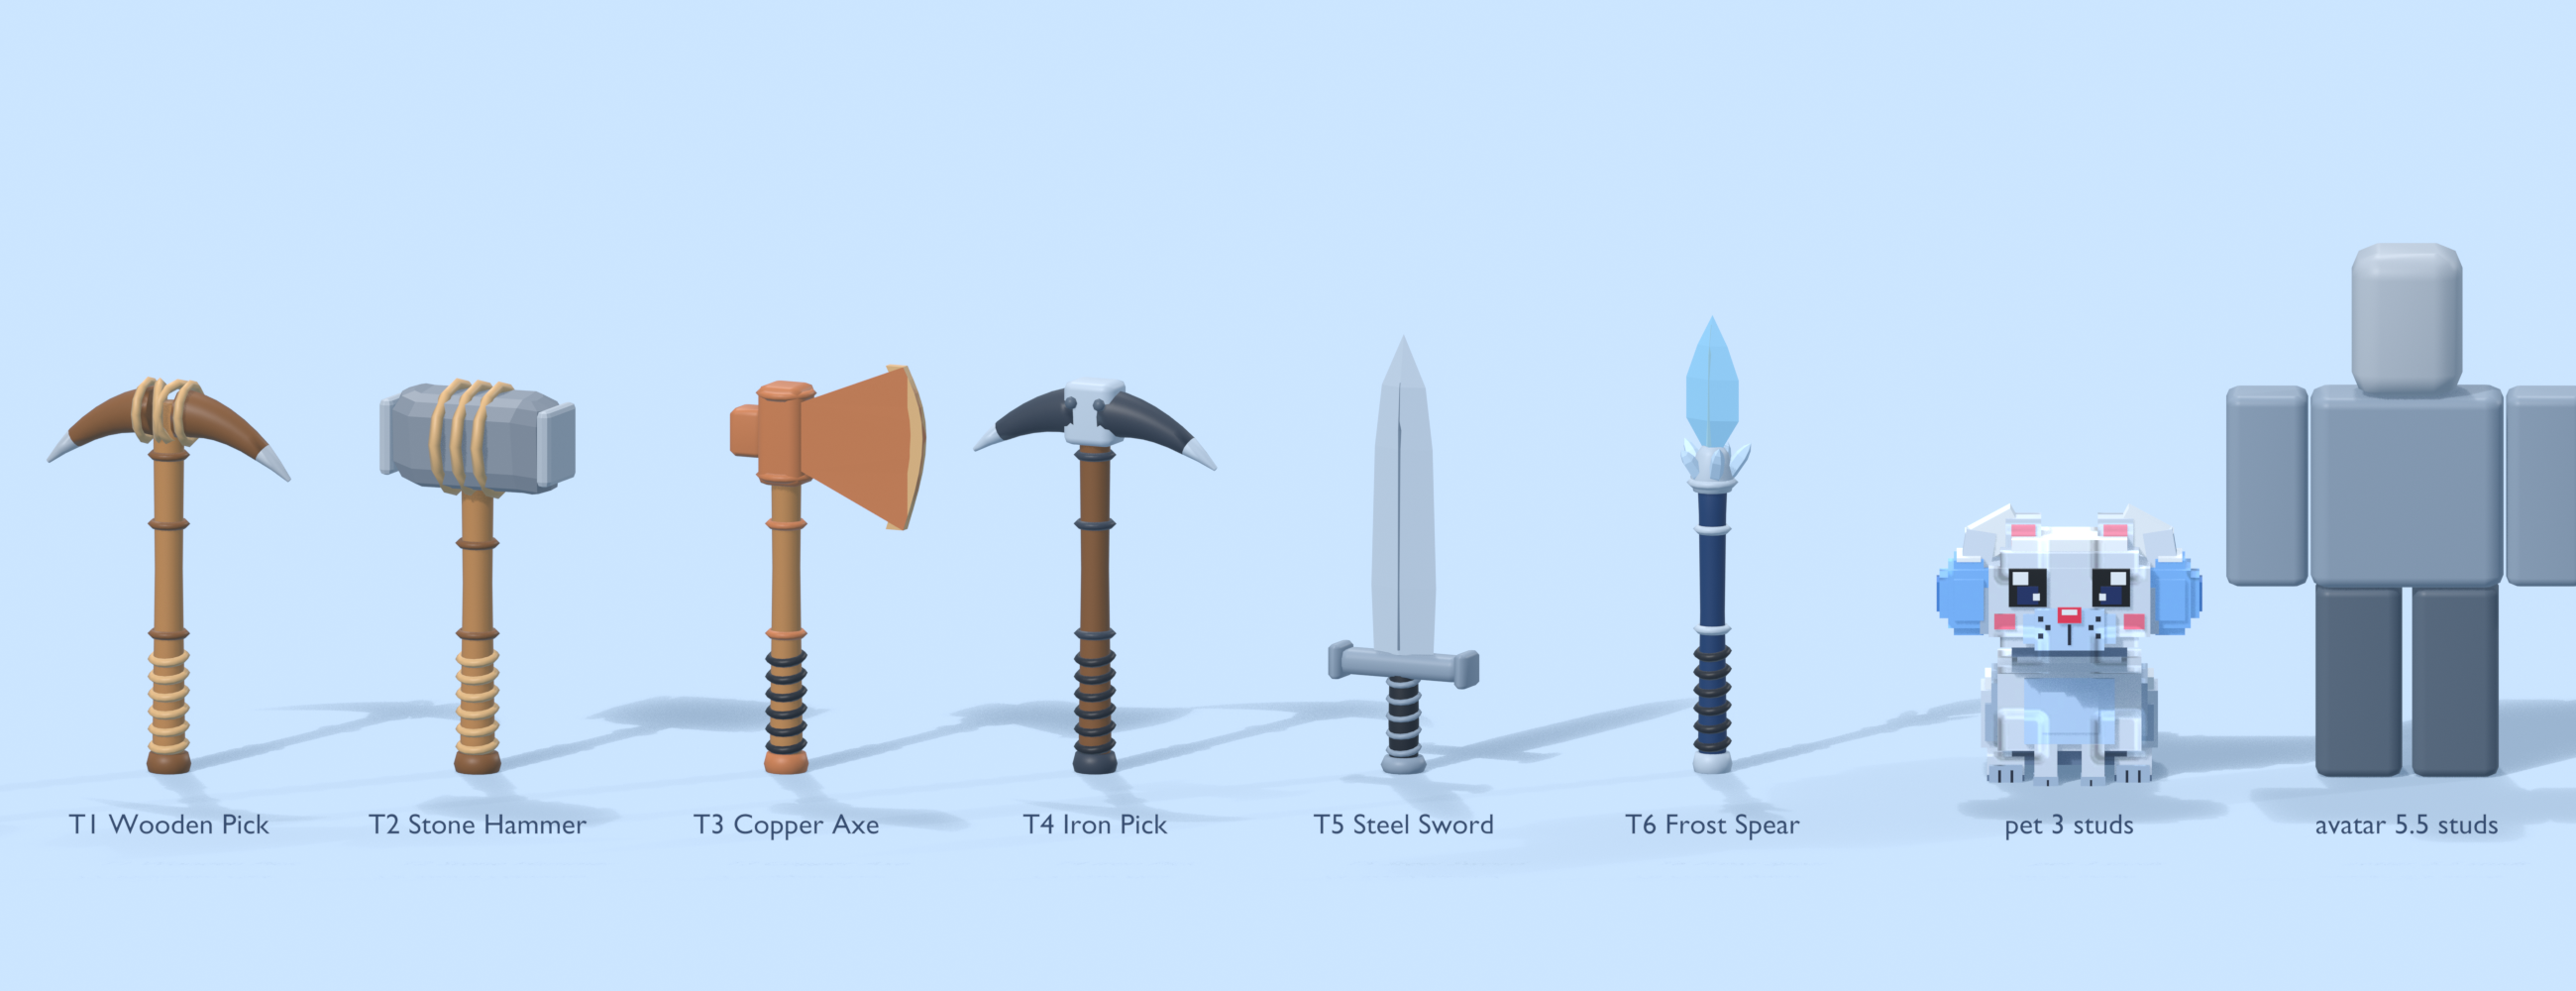 T1 Wooden Pick
T2 Stone Hammer
T3 Copper Axe
T4 Iron Pick
T5 Steel Sword
T6 Frost Spear
pet 3 studs
avatar 5.5 studs